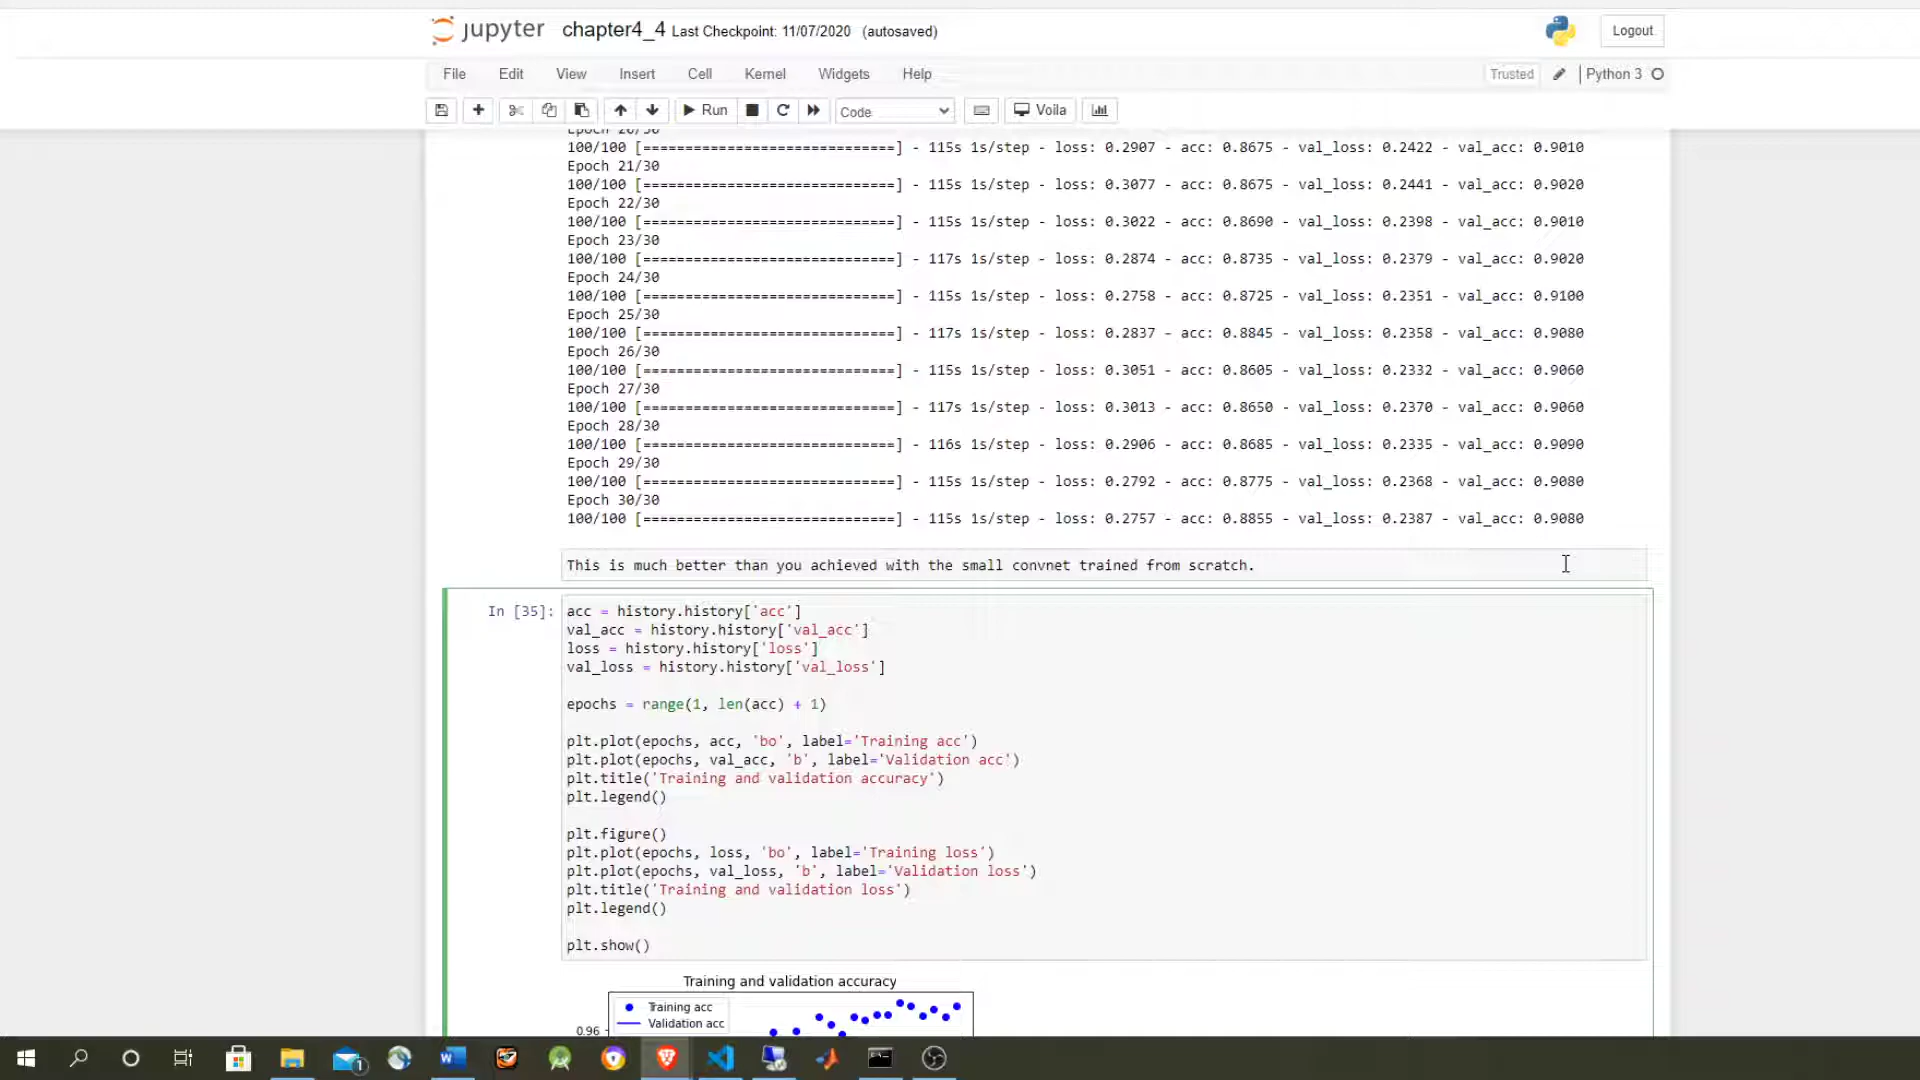 jupyter chapter4_4 Last Checkpoint: 11/07/2020 (autosaved) Logout
File Edit View Insert Cell Kernel Widgets Help Trusted Python 3
Run Code Voila
Epoch 20/30
100/100 [==============================] - 115s 1s/step - loss: 0.2907 - acc: 0.8675 - val_loss: 0.2422 - val_acc: 0.9010
Epoch 21/30
100/100 [==============================] - 115s 1s/step - loss: 0.3077 - acc: 0.8675 - val_loss: 0.2441 - val_acc: 0.9020
Epoch 22/30
100/100 [==============================] - 115s 1s/step - loss: 0.3022 - acc: 0.8690 - val_loss: 0.2398 - val_acc: 0.9010
Epoch 23/30
100/100 [==============================] - 117s 1s/step - loss: 0.2874 - acc: 0.8735 - val_loss: 0.2379 - val_acc: 0.9020
Epoch 24/30
100/100 [==============================] - 115s 1s/step - loss: 0.2758 - acc: 0.8725 - val_loss: 0.2351 - val_acc: 0.9100
Epoch 25/30
100/100 [==============================] - 117s 1s/step - loss: 0.2837 - acc: 0.8845 - val_loss: 0.2358 - val_acc: 0.9080
Epoch 26/30
100/100 [==============================] - 115s 1s/step - loss: 0.3051 - acc: 0.8605 - val_loss: 0.2332 - val_acc: 0.9060
Epoch 27/30
100/100 [==============================] - 117s 1s/step - loss: 0.3013 - acc: 0.8650 - val_loss: 0.2370 - val_acc: 0.9060
Epoch 28/30
100/100 [==============================] - 116s 1s/step - loss: 0.2906 - acc: 0.8685 - val_loss: 0.2335 - val_acc: 0.9090
Epoch 29/30
100/100 [==============================] - 115s 1s/step - loss: 0.2792 - acc: 0.8775 - val_loss: 0.2368 - val_acc: 0.9080
Epoch 30/30
100/100 [==============================] - 115s 1s/step - loss: 0.2757 - acc: 0.8855 - val_loss: 0.2387 - val_acc: 0.9080
This is much better than you achieved with the small convnet trained from scratch.
In [35]: acc = history.history['acc']
val_acc = history.history['val_acc']
loss = history.history['loss']
val_loss = history.history['val_loss']
epochs = range(1, len(acc) + 1)
plt.plot(epochs, acc, 'bo', label='Training acc')
plt.plot(epochs, val_acc, 'b', label='Validation acc')
plt.title('Training and validation accuracy')
plt.legend()
plt.figure()
plt.plot(epochs, loss, 'bo', label='Training loss')
plt.plot(epochs, val_loss, 'b', label='Validation loss')
plt.title('Training and validation loss')
plt.legend()
plt.show()
Training and validation accuracy
Training acc
Validation acc
0.96